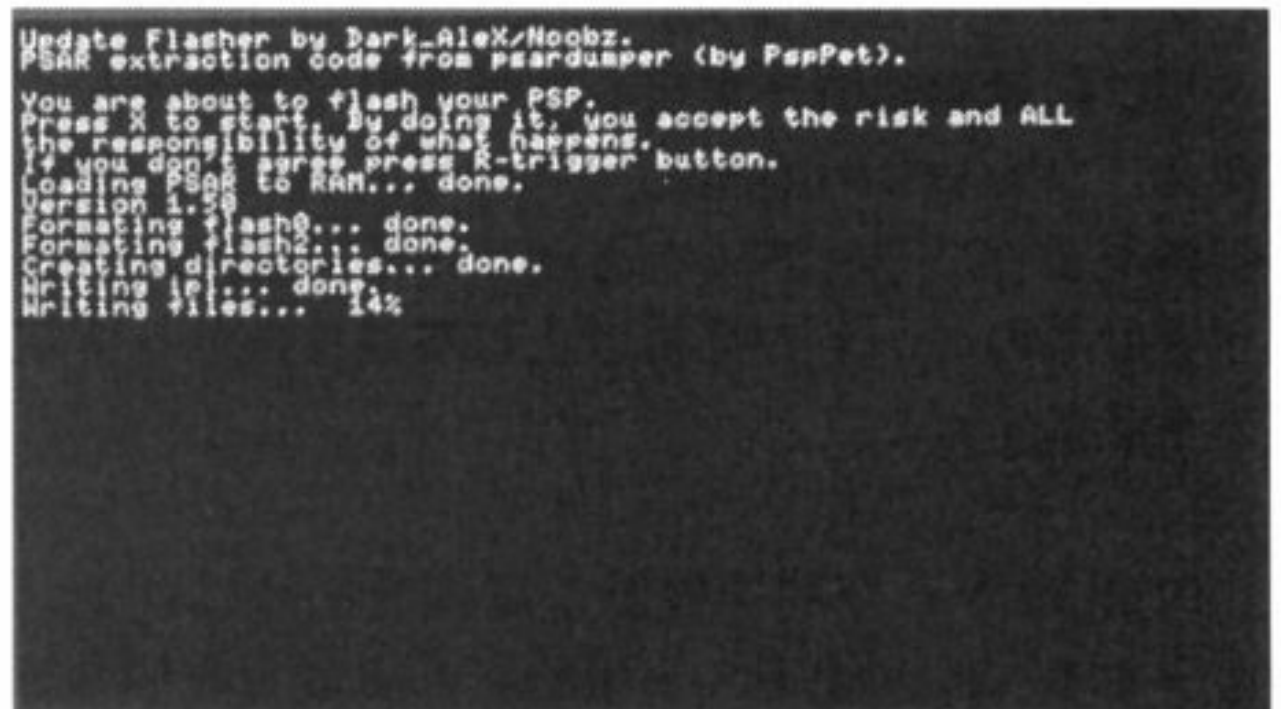 Update Flasher by Dark_AleX/Noobz.
PSAR extraction code from psardumper (by PspPet).
You are about to flash your PSP.
Press X to start. By doing it, you accept the risk and ALL
the responsibility of what happens.
If you don't agree press R-trigger button.
Loading PSAR to RAM... done.
Version 1.50
Formating flash0... done.
Formating flash2... done.
Creating directories... done.
Writing ipl... done.
Writing files... 14%